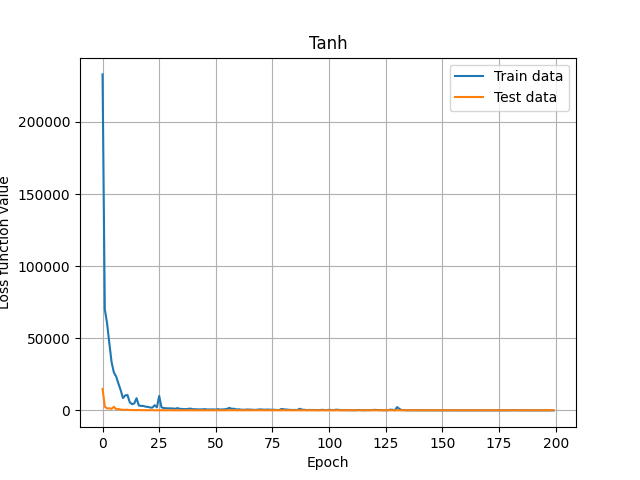 Tanh
Train data
Test data
Loss function value
200000
150000
100000
50000
0
0 25 50 75 100 125 150 175 200
Epoch